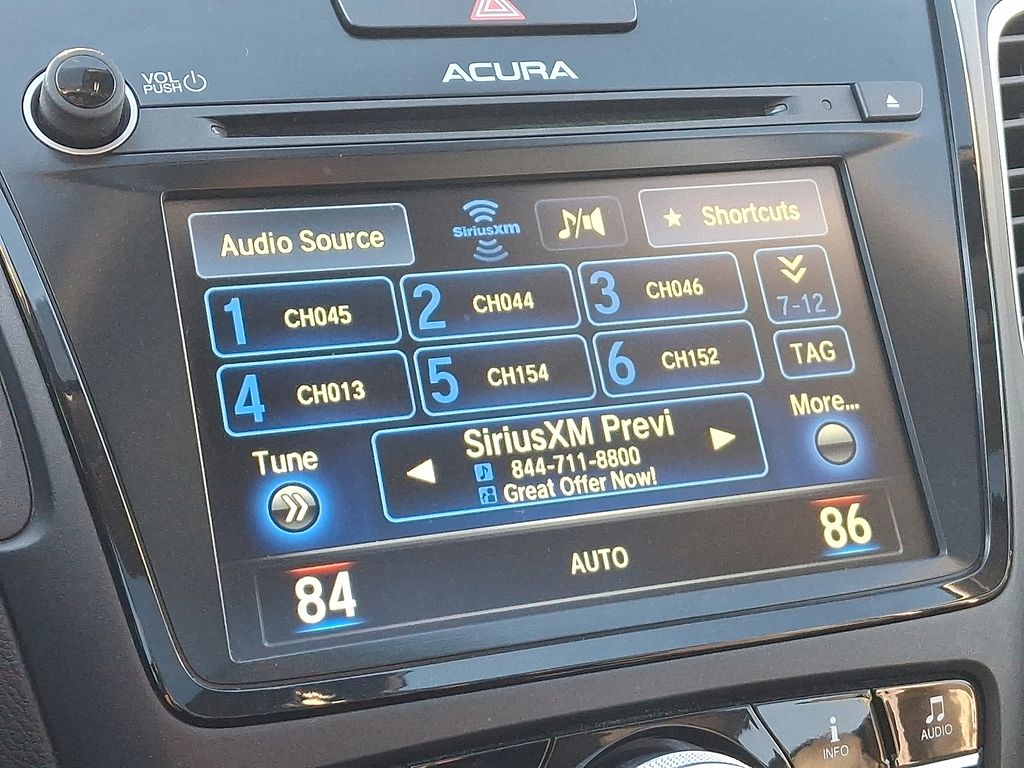 ACURA
VOL
PUSH
Audio Source
SiriusXM
Shortcuts
1 CH045
2 CH044
3 CH046
7-12
4 CH013
5 CH154
6 CH152
TAG
Tune
SiriusXM Previ
844-711-8800
Great Offer Now!
More...
84
AUTO
86
i
INFO
AUDIO